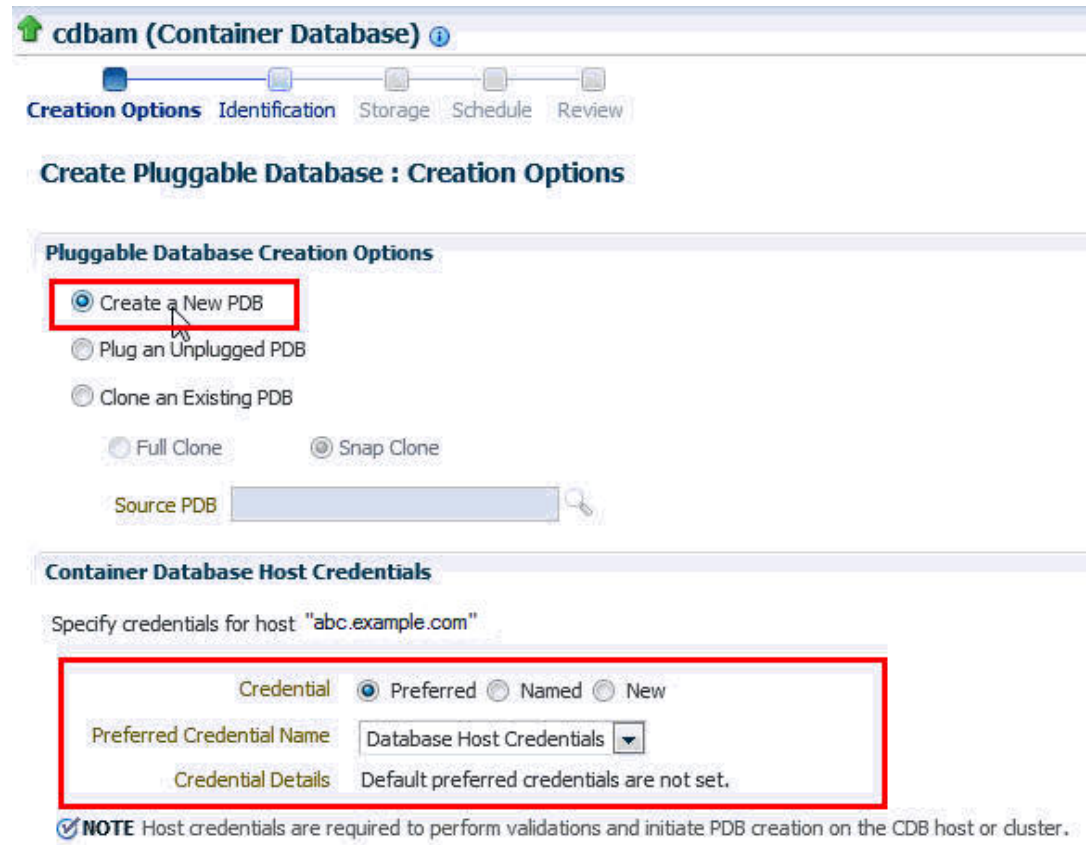 cdbam (Container Database)
Creation Options Identification Storage Schedule Review
Create Pluggable Database : Creation Options
Pluggable Database Creation Options
Create a New PDB
Plug an Unplugged PDB
Clone an Existing PDB
Full Clone Snap Clone
Source PDB
Container Database Host Credentials
Specify credentials for host "abc.example.com"
Credential Preferred Named New
Preferred Credential Name Database Host Credentials
Credential Details Default preferred credentials are not set.
NOTE Host credentials are required to perform validations and initiate PDB creation on the CDB host or cluster.